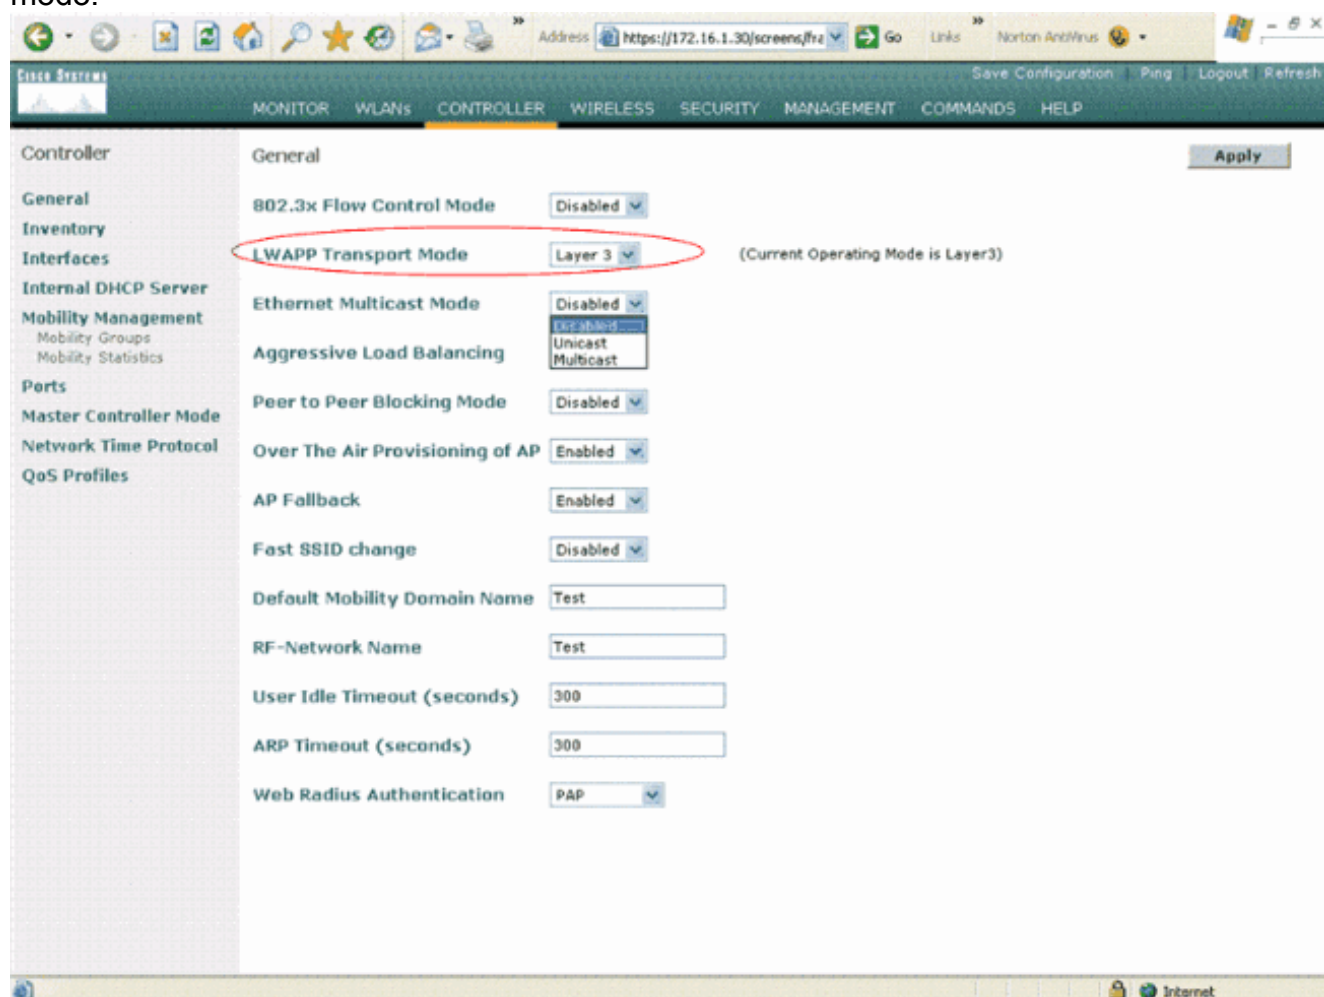 mode.
»
Address https://172.16.1.30/screens/fra Go Links » Norton AntiVirus
CISCO SYSTEMS
Save Configuration Ping Logout Refresh
MONITOR WLANs CONTROLLER WIRELESS SECURITY MANAGEMENT COMMANDS HELP
Controller
General
Inventory
Interfaces
Internal DHCP Server
Mobility Management
Mobility Groups
Mobility Statistics
Ports
Master Controller Mode
Network Time Protocol
QoS Profiles
General
Apply
802.3x Flow Control Mode Disabled
LWAPP Transport Mode Layer 3 (Current Operating Mode is Layer3)
Ethernet Multicast Mode Disabled
Disabled
Unicast
Multicast
Aggressive Load Balancing
Peer to Peer Blocking Mode Disabled
Over The Air Provisioning of AP Enabled
AP Fallback Enabled
Fast SSID change Disabled
Default Mobility Domain Name Test
RF-Network Name Test
User Idle Timeout (seconds) 300
ARP Timeout (seconds) 300
Web Radius Authentication PAP
Internet